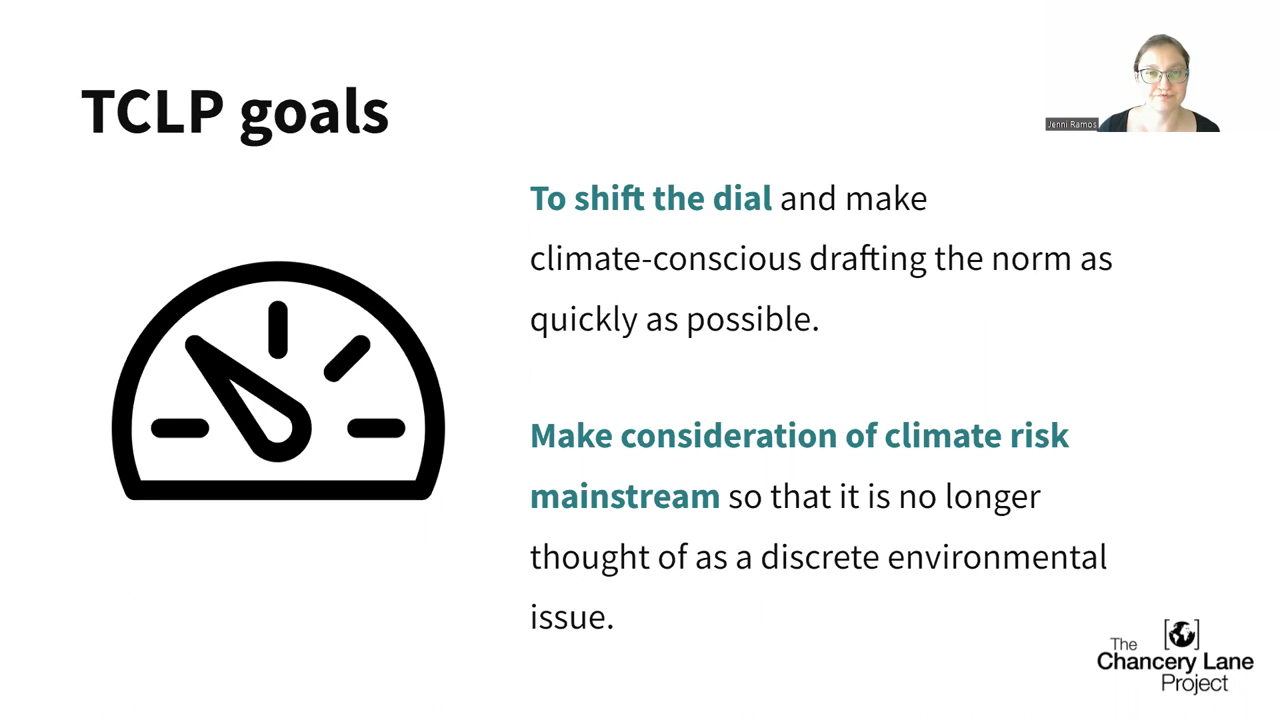 TCLP goals
Jenni Ramos
To shift the dial and make
climate-conscious drafting the norm as
quickly as possible.
Make consideration of climate risk
mainstream so that it is no longer
thought of as a discrete environmental
issue.
The
Chancery Lane
Project